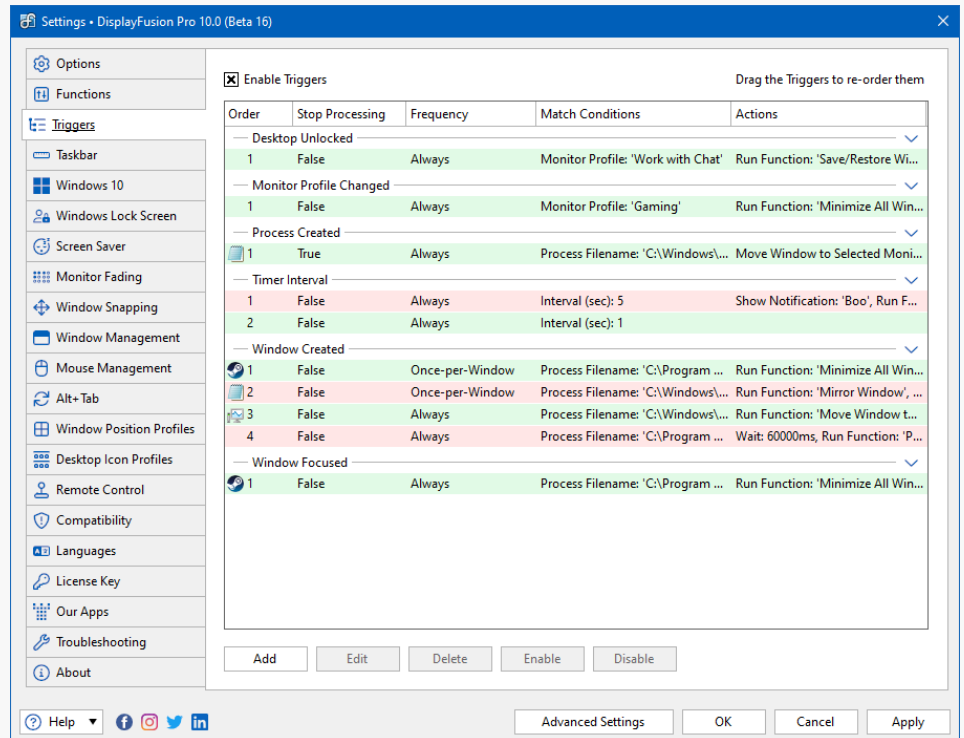 Settings • DisplayFusion Pro 10.0 (Beta 16)
Options
Functions
Triggers
Taskbar
Windows 10
Windows Lock Screen
Screen Saver
Monitor Fading
Window Snapping
Window Management
Mouse Management
Alt+Tab
Window Position Profiles
Desktop Icon Profiles
Remote Control
Compatibility
Languages
License Key
Our Apps
Troubleshooting
About
Enable Triggers Drag the Triggers to re-order them
Order Stop Processing Frequency Match Conditions Actions
Desktop Unlocked
1 False Always Monitor Profile: 'Work with Chat' Run Function: 'Save/Restore Wi...
Monitor Profile Changed
1 False Always Monitor Profile: 'Gaming' Run Function: 'Minimize All Win...
Process Created
1 True Always Process Filename: 'C:\Windows\... Move Window to Selected Moni...
Timer Interval
1 False Always Interval (sec): 5 Show Notification: 'Boo', Run F...
2 False Always Interval (sec): 1
Window Created
1 False Once-per-Window Process Filename: 'C:\Program ... Run Function: 'Minimize All Win...
2 False Once-per-Window Process Filename: 'C:\Windows\... Run Function: 'Mirror Window', ...
3 False Always Process Filename: 'C:\Windows\... Run Function: 'Move Window t...
4 False Always Process Filename: 'C:\Program ... Wait: 60000ms, Run Function: 'P...
Window Focused
1 False Always Process Filename: 'C:\Program ... Run Function: 'Minimize All Win...
Add Edit Delete Enable Disable
Help Advanced Settings OK Cancel Apply